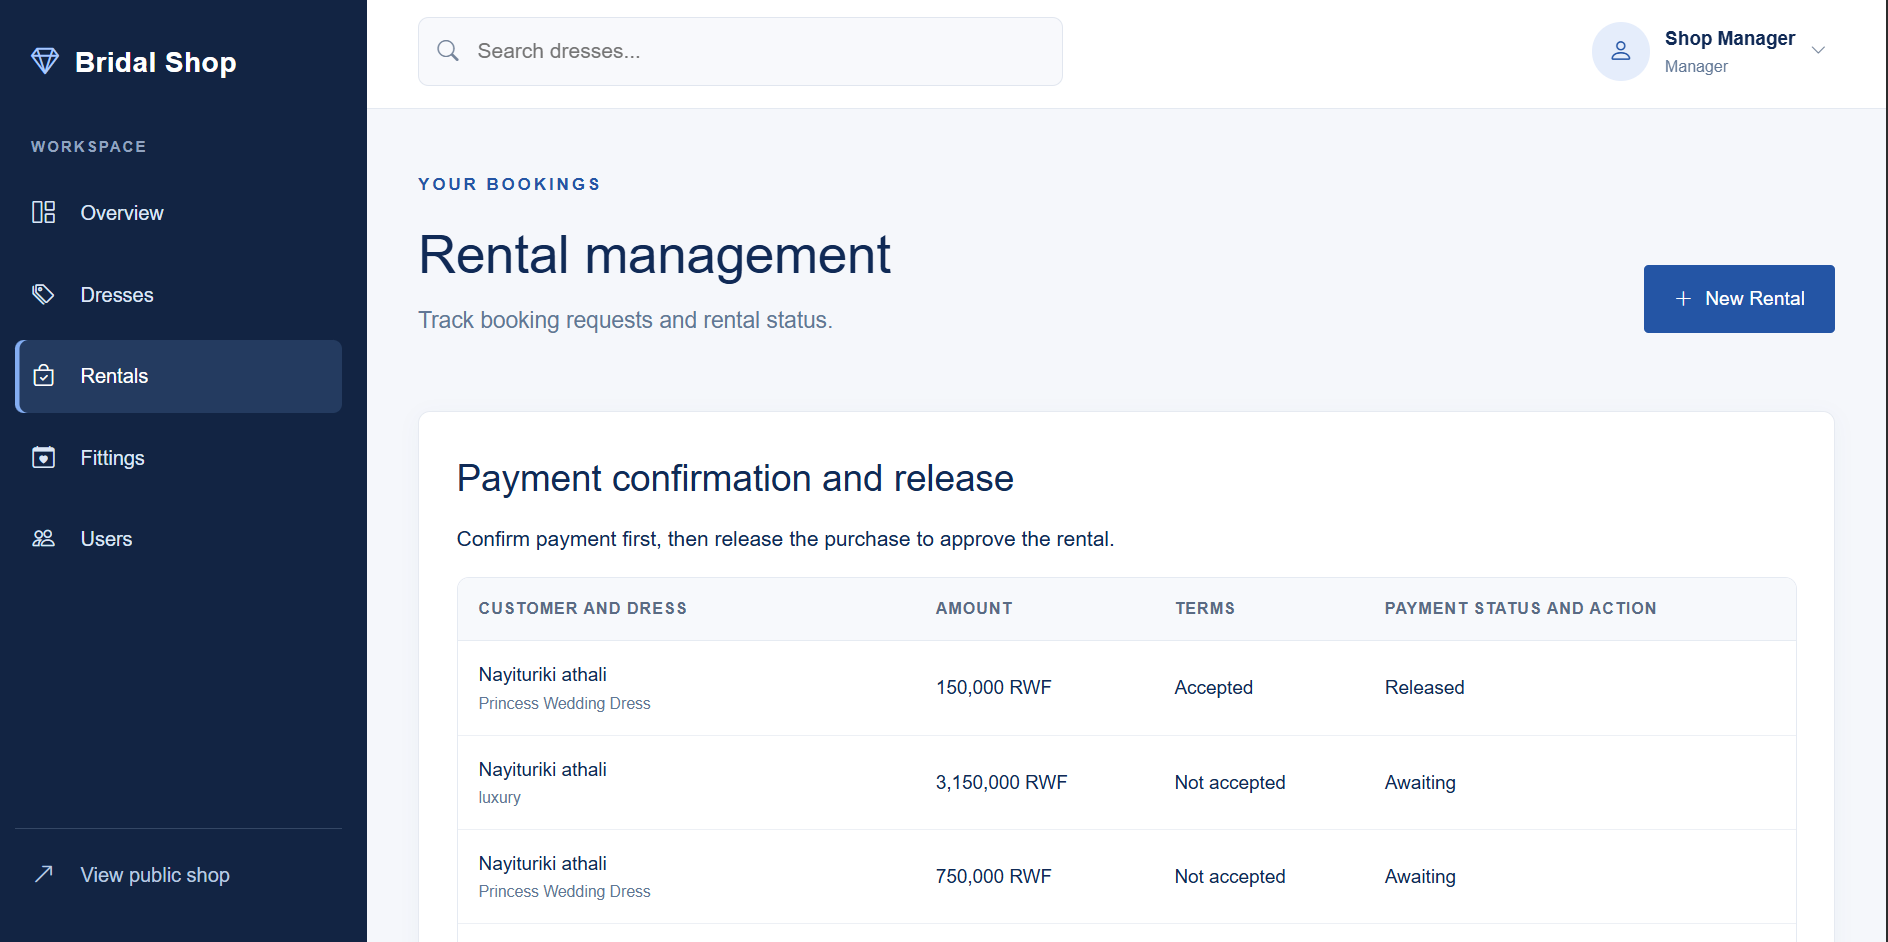 Bridal Shop
WORKSPACE
Overview
Dresses
Rentals
Fittings
Users
View public shop
Search dresses...
Shop Manager
Manager
YOUR BOOKINGS
Rental management
Track booking requests and rental status.
New Rental
Payment confirmation and release
Confirm payment first, then release the purchase to approve the rental.
CUSTOMER AND DRESS AMOUNT TERMS PAYMENT STATUS AND ACTION
Nayituriki athali
Princess Wedding Dress
150,000 RWF Accepted Released
Nayituriki athali
luxury
3,150,000 RWF Not accepted Awaiting
Nayituriki athali
Princess Wedding Dress
750,000 RWF Not accepted Awaiting